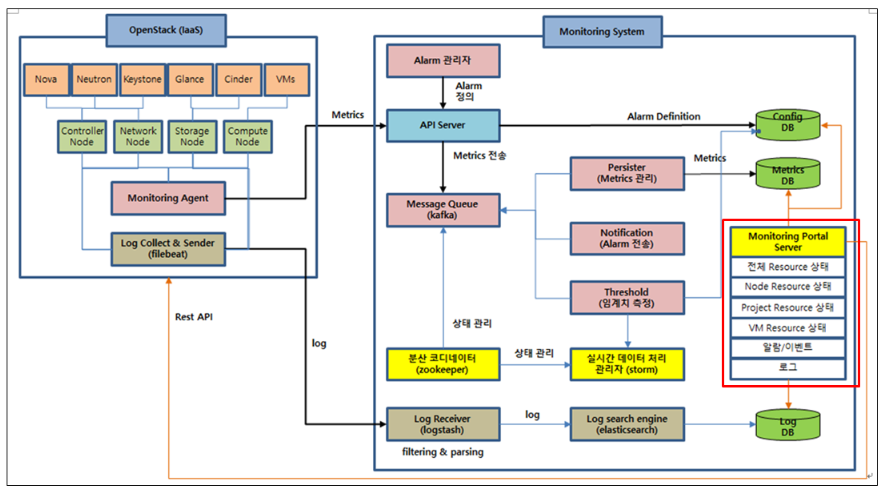 OpenStack (IaaS)
Nova
Neutron
Keystone
Glance
Cinder
VMs
Controller
Node
Network
Node
Storage
Node
Compute
Node
Monitoring Agent
Log Collect & Sender
(filebeat)
Metrics
Rest API
log
Monitoring System
Alarm 관리자
Alarm
정의
API Server
Alarm Definition
Config
DB
Metrics 전송
Persister
(Metrics 관리)
Metrics
Metrics
DB
Message Queue
(kafka)
Notification
(Alarm 전송)
Threshold
(임계치 측정)
상태 관리
분산 코디네이터
(zookeeper)
상태 관리
실시간 데이터 처리
관리자 (storm)
Monitoring Portal
Server
전체 Resource 상태
Node Resource 상태
Project Resource 상태
VM Resource 상태
알람/이벤트
로그
Log Receiver
(logstash)
log
Log search engine
(elasticsearch)
Log
DB
filtering & parsing